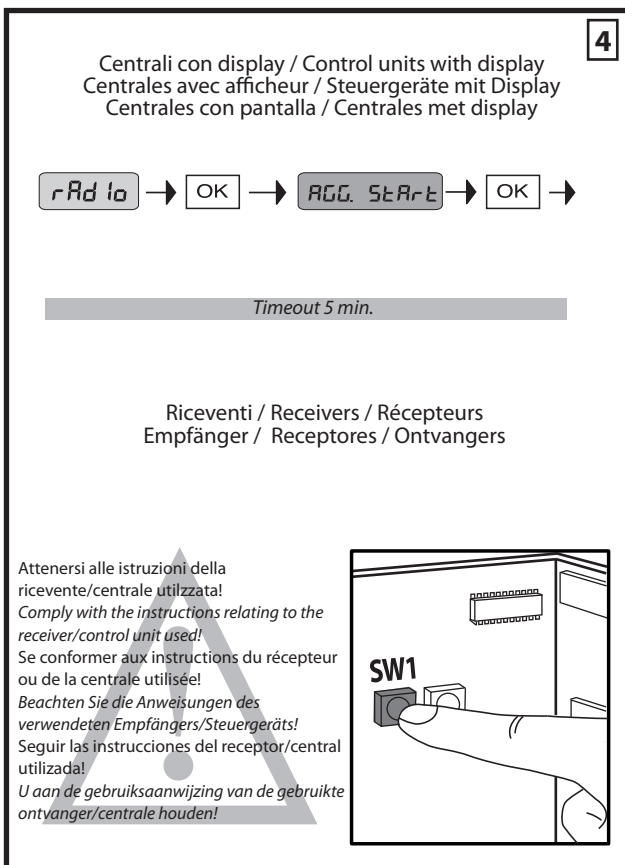 4
Centrali con display / Control units with display
Centrales avec afficheur / Steuergeräte mit Display
Centrales con pantalla / Centrales met display
rAdIo OK AGG. StArt OK
Timeout 5 min.
Riceventi / Receivers / Récepteurs
Empfänger / Receptores / Ontvangers
Attenersi alle istruzioni della
ricevente/centrale utilzzata!
Comply with the instructions relating to the
receiver/control unit used!
Se conformer aux instructions du récepteur
ou de la centrale utilisée!
Beachten Sie die Anweisungen des
verwendeten Empfängers/Steuergeräts!
Seguir las instrucciones del receptor/central
utilizada!
U aan de gebruiksaanwijzing van de gebruikte
ontvanger/centrale houden!
SW1